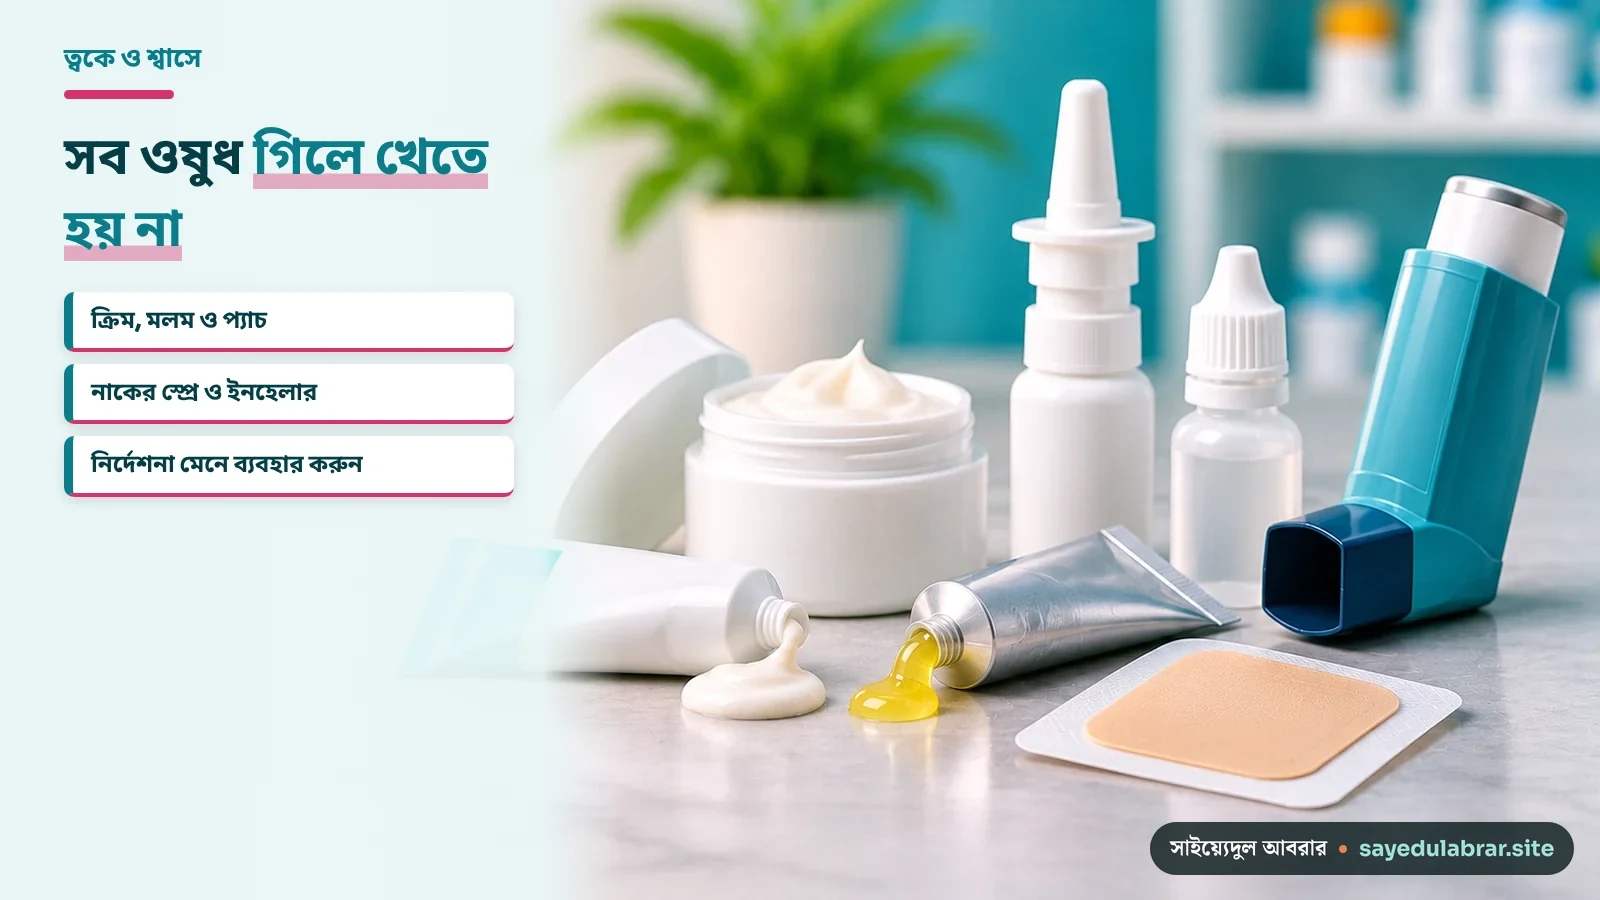 ত্বকে ও শ্বাসে
সব ওষুধ গিলে খেতে
হয় না
ক্রিম, মলম ও প্যাচ
নাকের স্প্রে ও ইনহেলার
নির্দেশনা মেনে ব্যবহার করুন
সাইয়্যেদুল আবরার • sayedulabrar.site